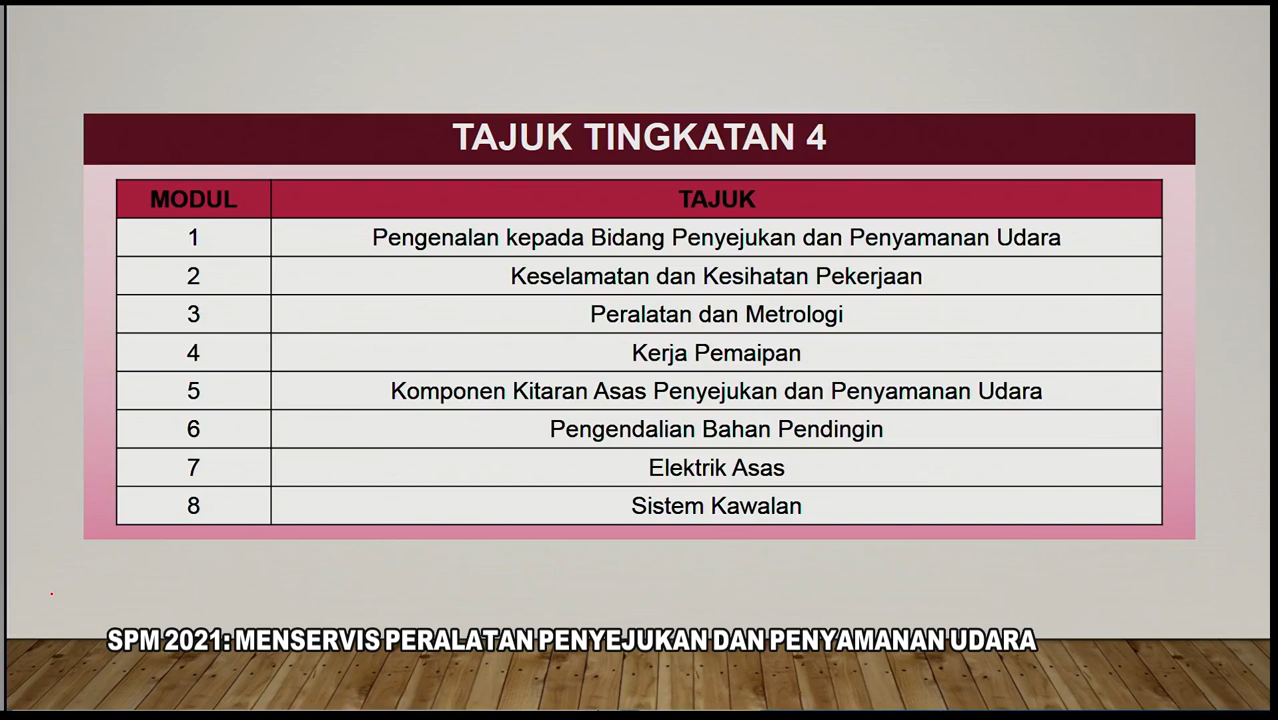 TAJUK TINGKATAN 4
MODUL TAJUK
1 Pengenalan kepada Bidang Penyejukan dan Penyamanan Udara
2 Keselamatan dan Kesihatan Pekerjaan
3 Peralatan dan Metrologi
4 Kerja Pemaipan
5 Komponen Kitaran Asas Penyejukan dan Penyamanan Udara
6 Pengendalian Bahan Pendingin
7 Elektrik Asas
8 Sistem Kawalan
SPM 2021: MENSERVIS PERALATAN PENYEJUKAN DAN PENYAMANAN UDARA